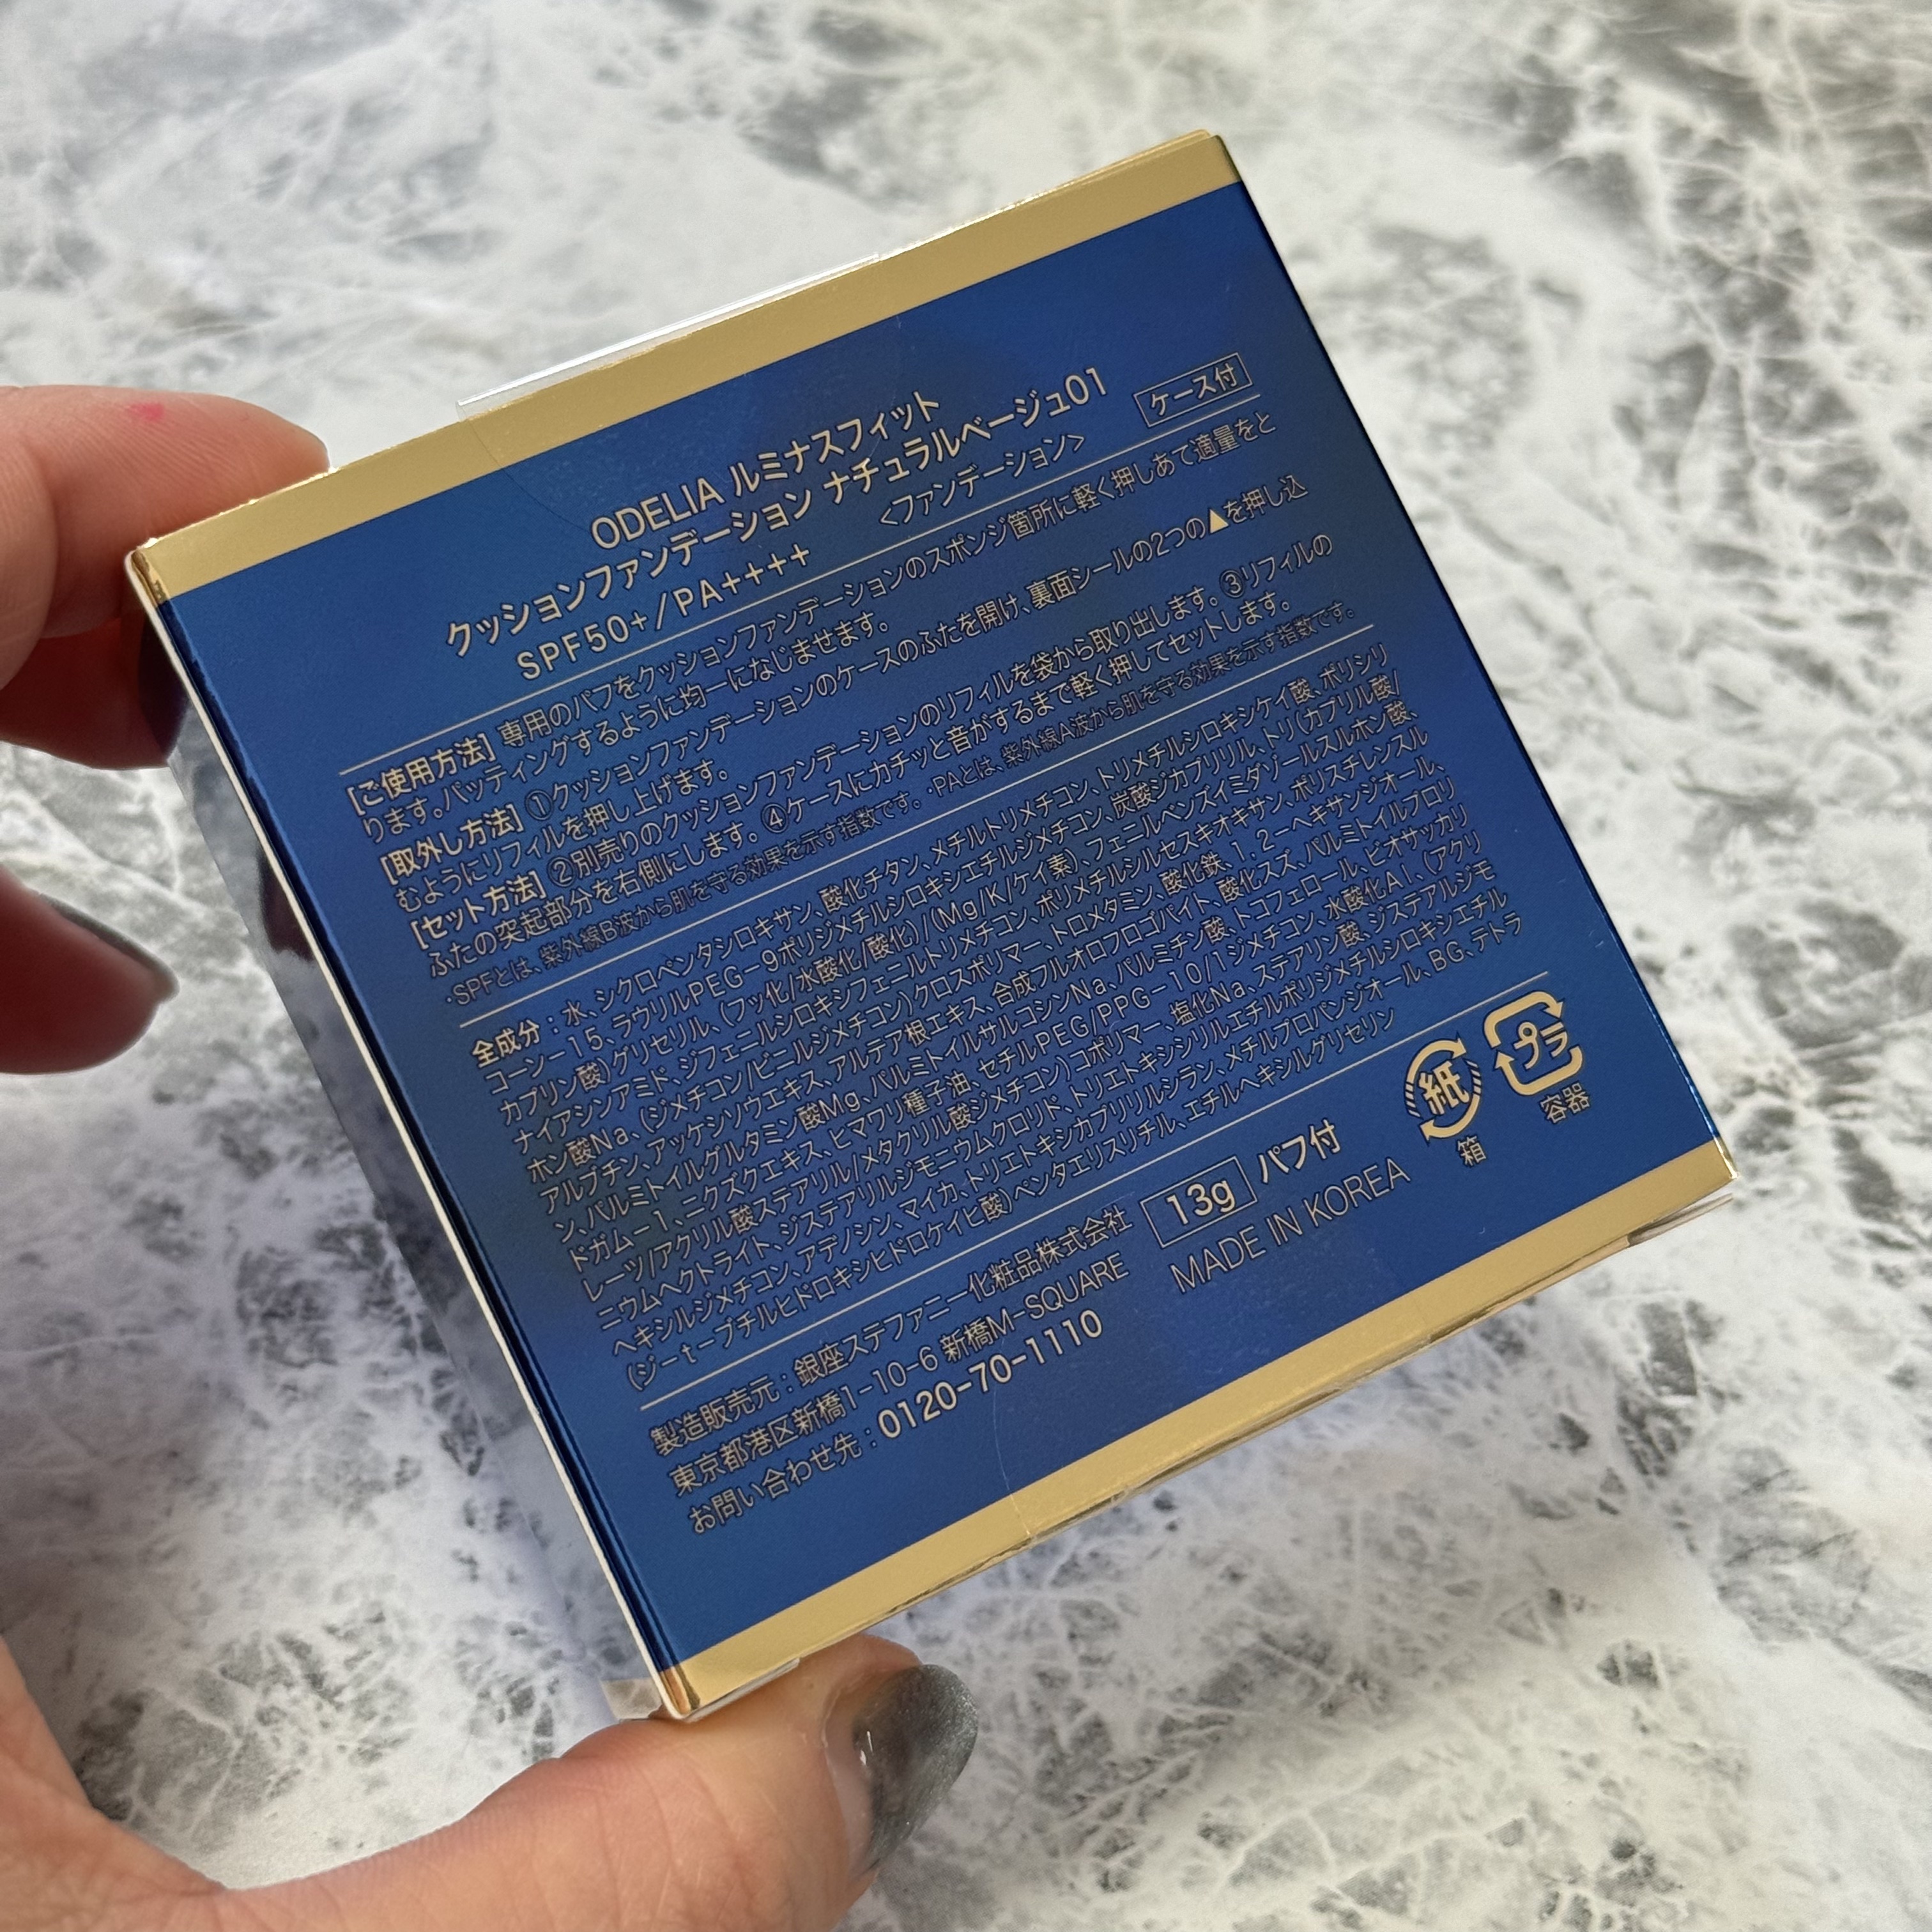 ODELIA ルミナスフィット
クッションファンデーション ナチュラルベージュ01
SPF50+/PA++++
<ファンデーション>
ケース付
[ご使用方法] 専用のパフをクッションファンデーションのスポンジ箇所に軽く押しあて適量をと
ります。パッティングするように均一になじませます。
[取外し方法] ①クッションファンデーションのケースのふたを開け、裏面シールの2つの▲を押し込
むようにリフィルを押し上げます。
[セット方法] ②別売りのクッションファンデーションのリフィルを袋から取り出します。③リフィルの
ふたの突起部分を右側にします。④ケースにカチッと音がするまで軽く押してセットします。
・SPFとは、紫外線B波から肌を守る効果を示す指数です。・PAとは、紫外線A波から肌を守る効果を示す指数です。
全成分：水、シクロペンタシロキサン、酸化チタン、メチルトリメチコン、トリメチルシロキシケイ酸、ポリシリ
コーン－15、ラウリルPEG－9ポリジメチルシロキシエチルジメチコン、炭酸ジカプリリル、トリ(カプリル酸/
カプリン酸)グリセリル、(フッ化/水酸化/酸化)/(Mg/K/ケイ素)、フェニルベンズイミダゾールスルホン酸、
ナイアシンアミド、ジフェニルシロキシフェニルトリメチコン、ポリメチルシルセスキオキサン、ポリスチレンスル
ホン酸Na、(ジメチコン/ビニルジメチコン)クロスポリマー、トロメタミン、酸化鉄、1，2－ヘキサンジオール、
アルブチン、アッケシソウエキス、アルテア根エキス、合成フルオロフロゴパイト、酸化スズ、パルミトイルプロリ
ン、パルミトイルグルタミン酸Mg、パルミトイルサルコシンNa、パルミチン酸、トコフェロール、ビオサッカリ
ドガム－1、ニクズクエキス、ヒマワリ種子油、セチルPEG/PPG－10/1ジメチコン、水酸化Al、(アクリ
レーツ/アクリル酸ステアリル/メタクリル酸ジメチコン)コポリマー、塩化Na、ステアリン酸、ジステアルジモ
ニウムヘクトライト、ジステアリルジモニウムクロリド、トリエトキシシリルエチルポリジメチルシロキシエチル
ヘキシルジメチコン、アデノシン、マイカ、トリエトキシカプリリルシラン、メチルプロパンジオール、BG、テトラ
(ジ－t－ブチルヒドロキシヒドロケイヒ酸)ペンタエリスリチル、エチルヘキシルグリセリン
製造販売元：銀座ステファニー化粧品株式会社
東京都港区新橋1-10-6 新橋M-SQUARE
お問い合わせ先：0120-70-1110
13g パフ付
MADE IN KOREA
紙
箱
プラ
容器